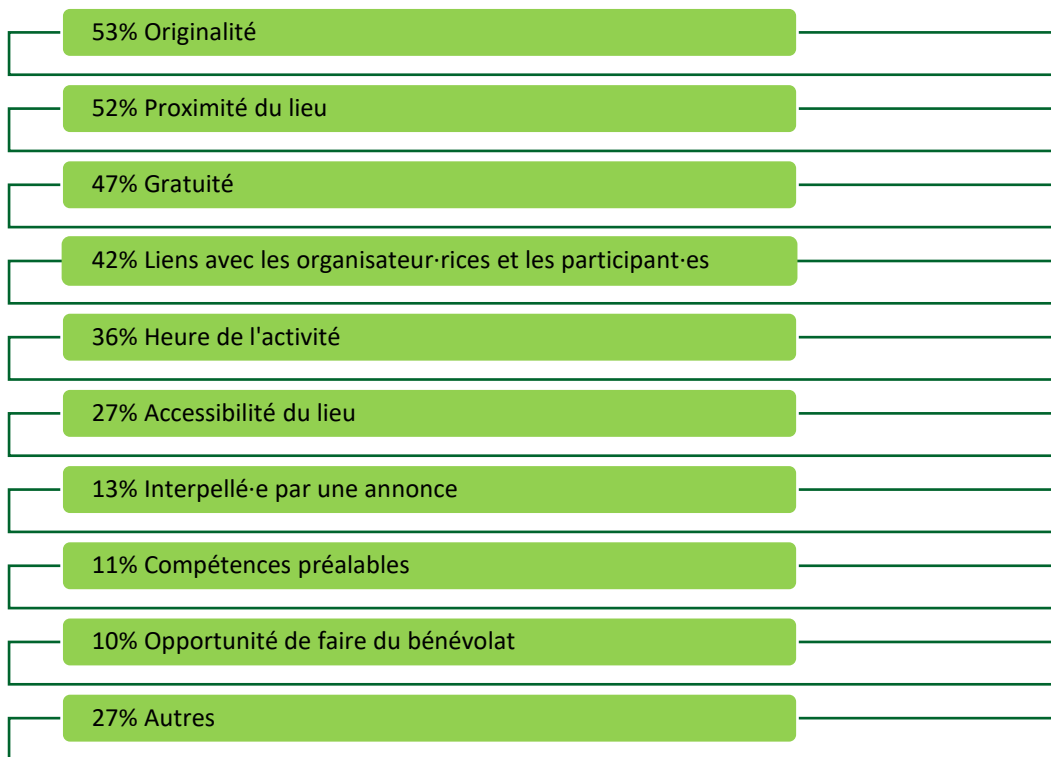 53% Originalité
52% Proximité du lieu
47% Gratuité
42% Liens avec les organisateur·rices et les participant·es
36% Heure de l'activité
27% Accessibilité du lieu
13% Interpellé·e par une annonce
11% Compétences préalables
10% Opportunité de faire du bénévolat
27% Autres